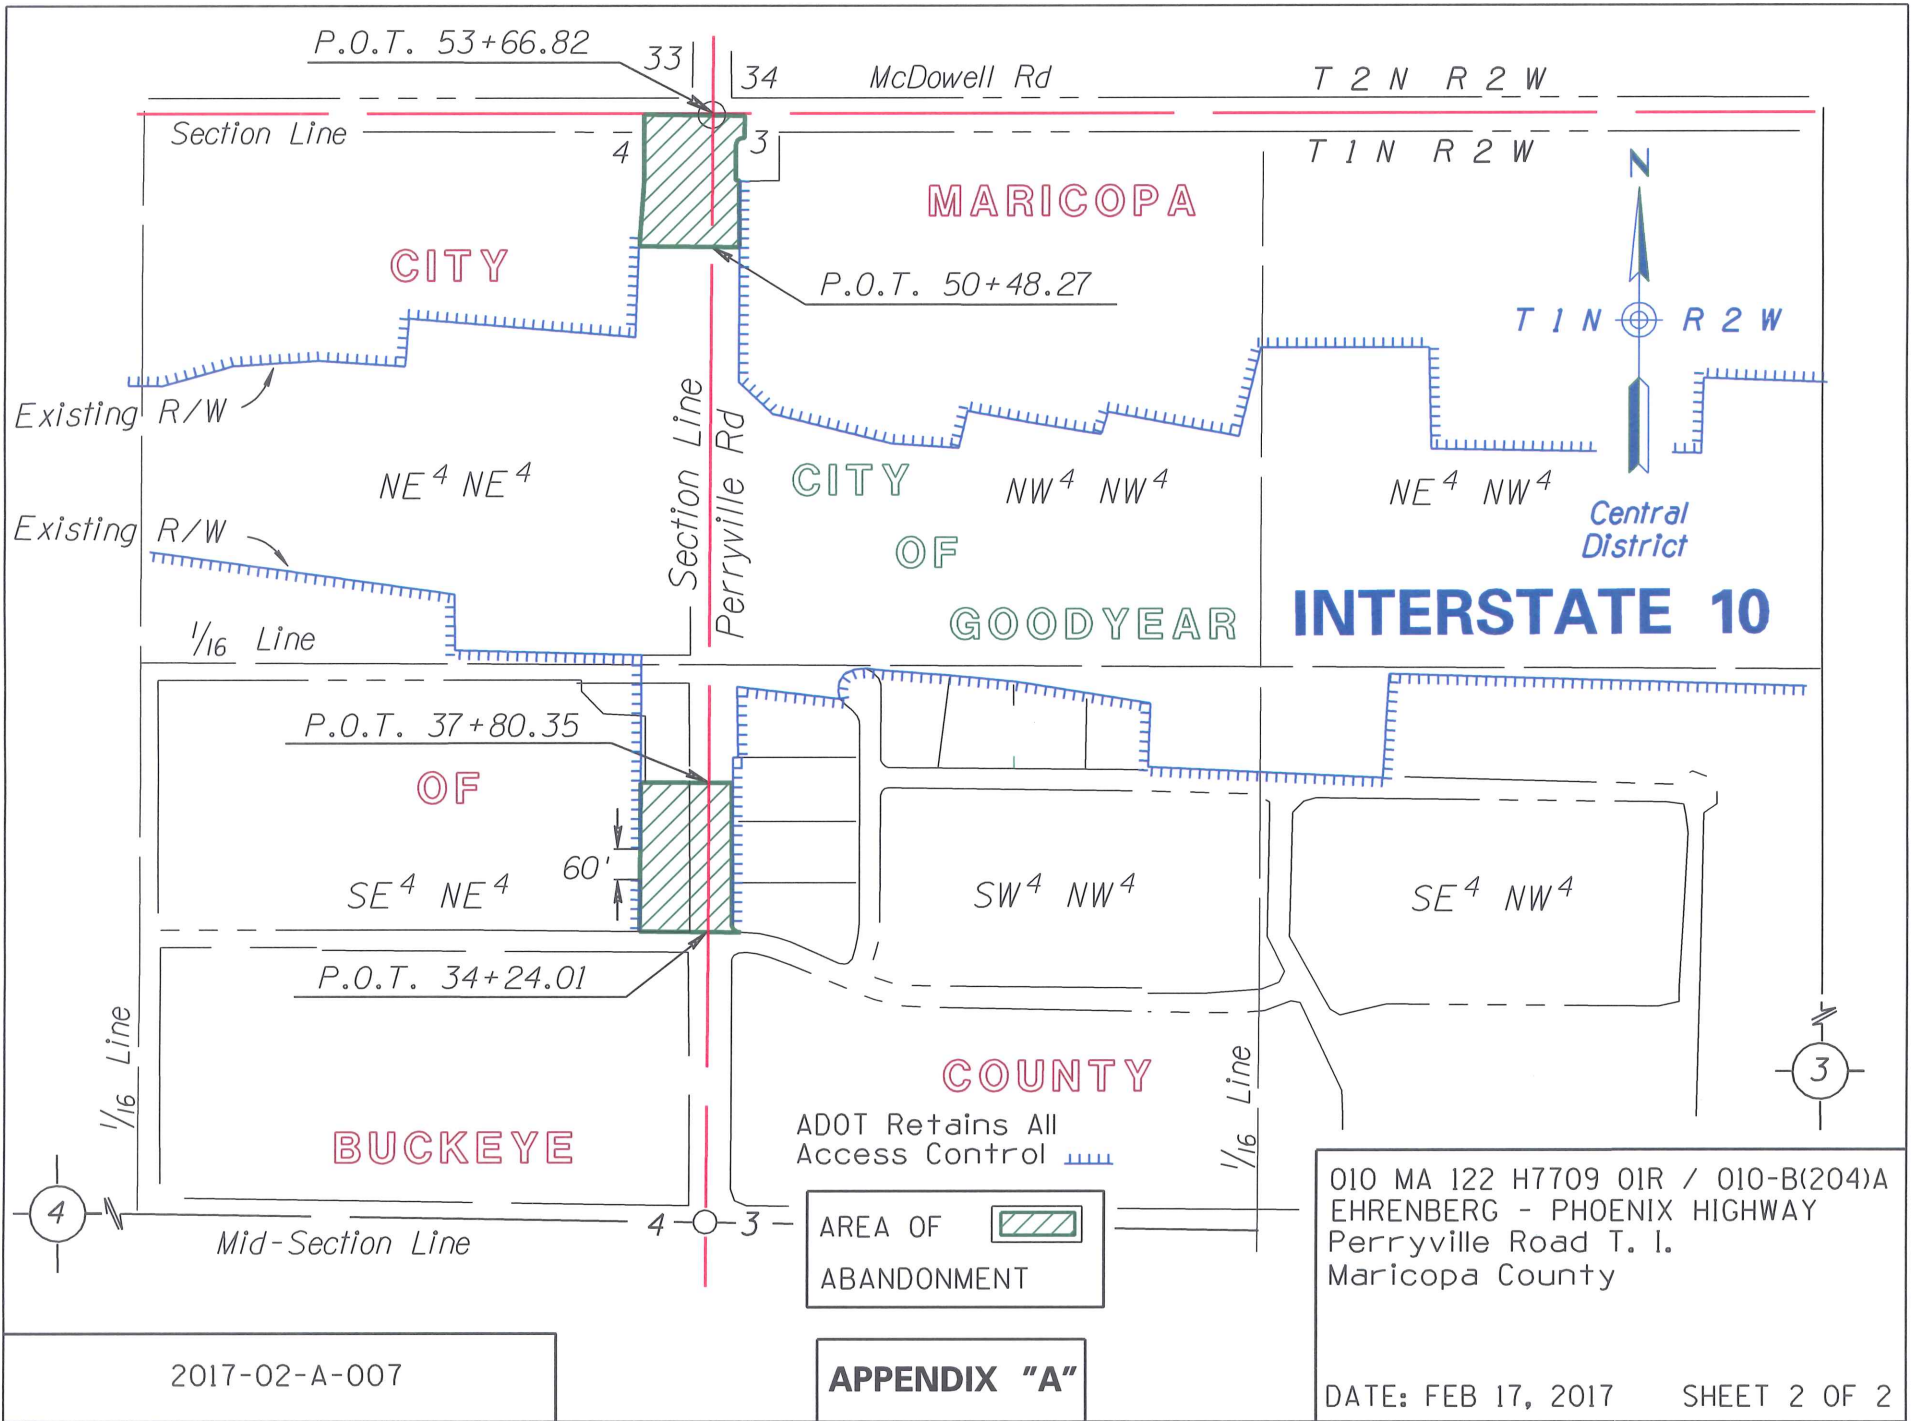 P.O.T. 53+66.82
33
34
McDowell Rd
T 2 N R 2 W
Section Line
4
3
T 1 N R 2 W
N
MARICOPA
CITY
P.O.T. 50+48.27
T 1 N R 2 W
Existing R/W
Section Line
Perryville Rd
NE 4 NE 4
CITY
NW 4 NW 4
NE 4 NW 4
Central
District
Existing R/W
OF
GOODYEAR
INTERSTATE 10
1/16 Line
P.O.T. 37+80.35
OF
60'
SE 4 NE 4
SW 4 NW 4
SE 4 NW 4
P.O.T. 34+24.01
1/16 Line
COUNTY
1/16 Line
3
BUCKEYE
ADOT Retains All
Access Control
4
Mid-Section Line
4
3
AREA OF
ABANDONMENT
010 MA 122 H7709 01R / 010-B(204)A
EHRENBERG - PHOENIX HIGHWAY
Perryville Road T. I.
Maricopa County
2017-02-A-007
APPENDIX "A"
DATE: FEB 17, 2017 SHEET 2 OF 2